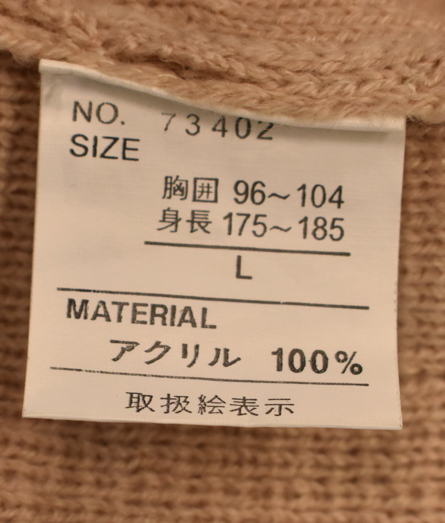 NO. 73402
SIZE
胸囲 96~104
身長 175~185
L
MATERIAL
アクリル 100%
取扱絵表示